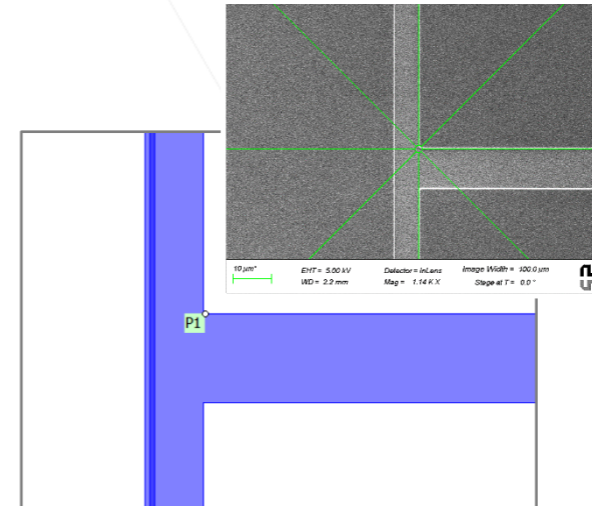 10 µm*
EHT = 5.00 kV
Detector = InLens
Image Width = 100.0 µm
WD = 2.2 mm
Mag = 1.14 K X
Stage at T = 0.0 °
P1